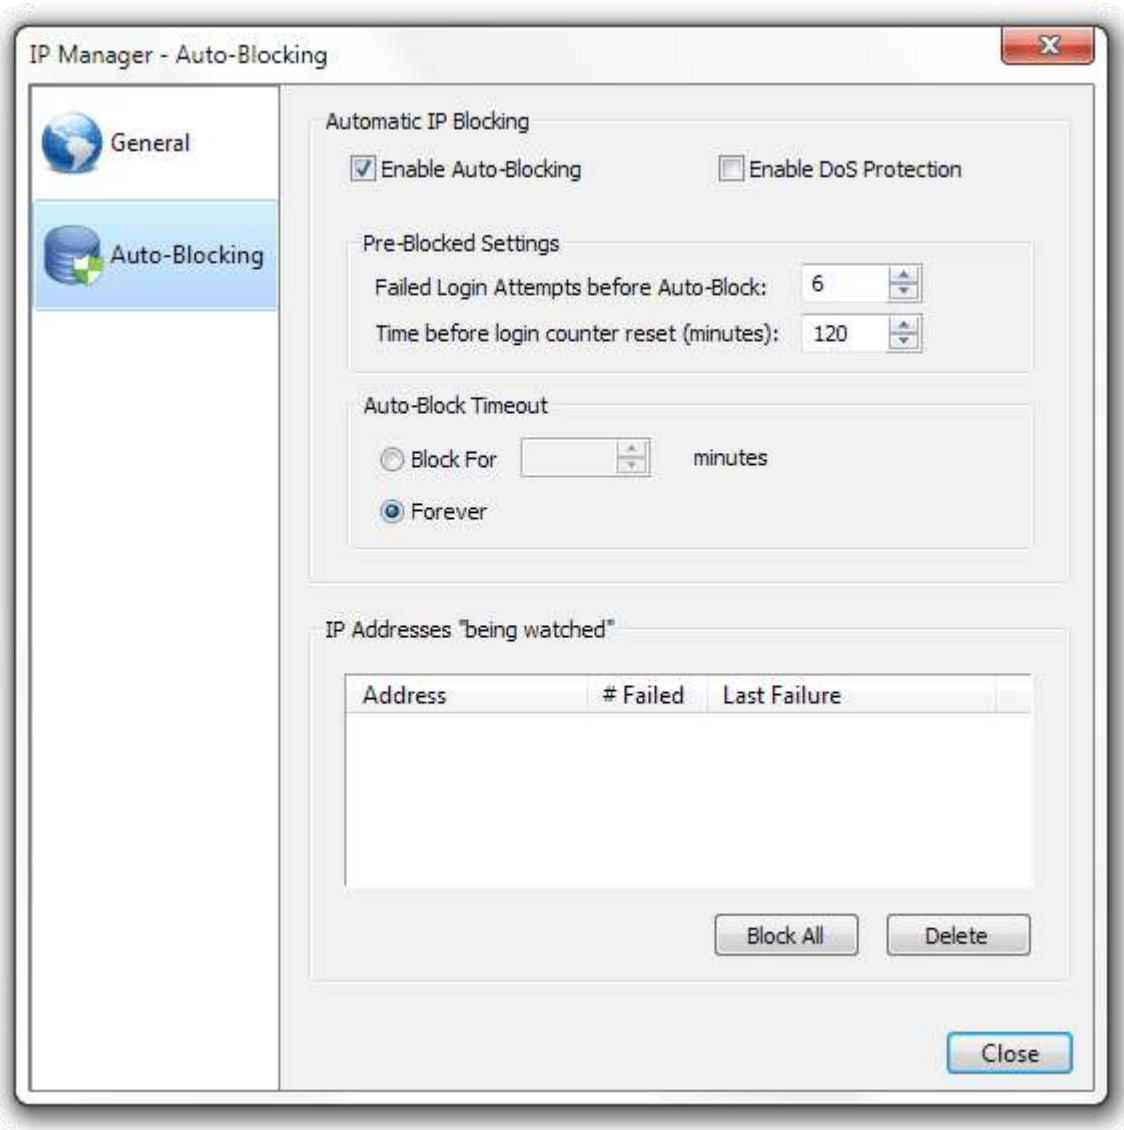 IP Manager - Auto-Blocking
General
Auto-Blocking
Automatic IP Blocking
Enable Auto-Blocking Enable DoS Protection
Pre-Blocked Settings
Failed Login Attempts before Auto-Block: 6
Time before login counter reset (minutes): 120
Auto-Block Timeout
Block For minutes
Forever
IP Addresses "being watched"
Address # Failed Last Failure
Block All Delete
Close